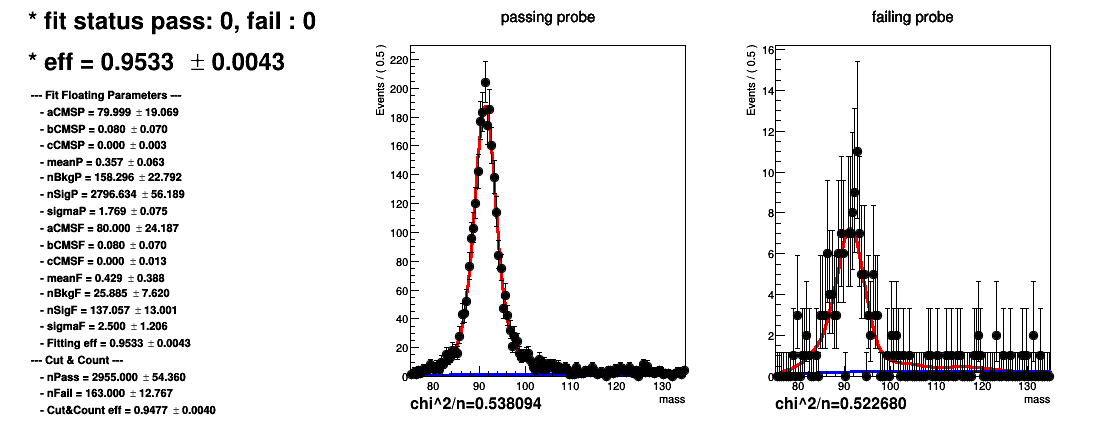 * fit status pass: 0, fail : 0
* eff = 0.9533 ± 0.0043
--- Fit Floating Parameters ---
- aCMSP = 79.999 ± 19.069
- bCMSP = 0.080 ± 0.070
- cCMSP = 0.000 ± 0.003
- meanP = 0.357 ± 0.063
- nBkgP = 158.296 ± 22.792
- nSigP = 2796.634 ± 56.189
- sigmaP = 1.769 ± 0.075
- aCMSF = 80.000 ± 24.187
- bCMSF = 0.080 ± 0.070
- cCMSF = 0.000 ± 0.013
- meanF = 0.429 ± 0.388
- nBkgF = 25.885 ± 7.620
- nSigF = 137.057 ± 13.001
- sigmaF = 2.500 ± 1.206
- Fitting eff = 0.9533 ± 0.0043
--- Cut & Count ---
- nPass = 2955.000 ± 54.360
- nFail = 163.000 ± 12.767
- Cut&Count eff = 0.9477 ± 0.0040
passing probe
Events / ( 0.5 )
220
200
180
160
140
120
100
80
60
40
20
0
80 90 100 110 120 130
mass
chi^2/n=0.538094
failing probe
Events / ( 0.5 )
16
14
12
10
8
6
4
2
0
80 90 100 110 120 130
mass
chi^2/n=0.522680